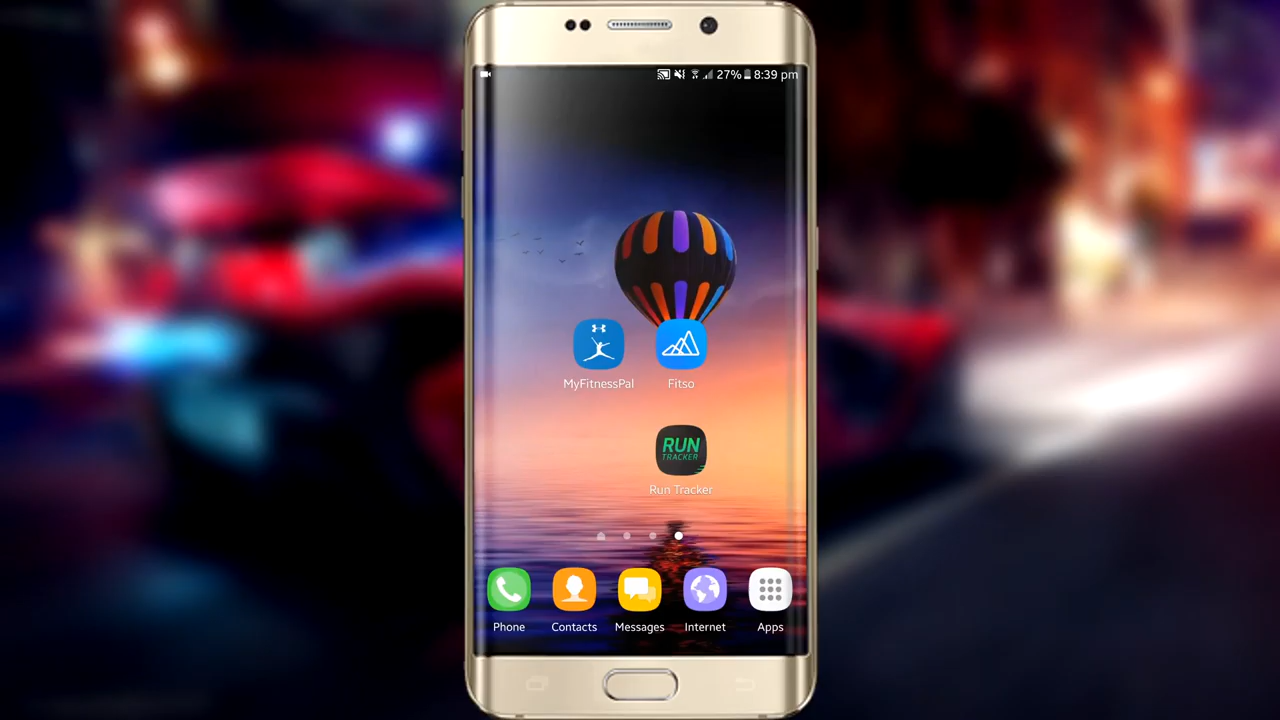 27% 8:39 pm
MyFitnessPal Fitso
RUN
TRACKER
Run Tracker
Phone Contacts Messages Internet Apps